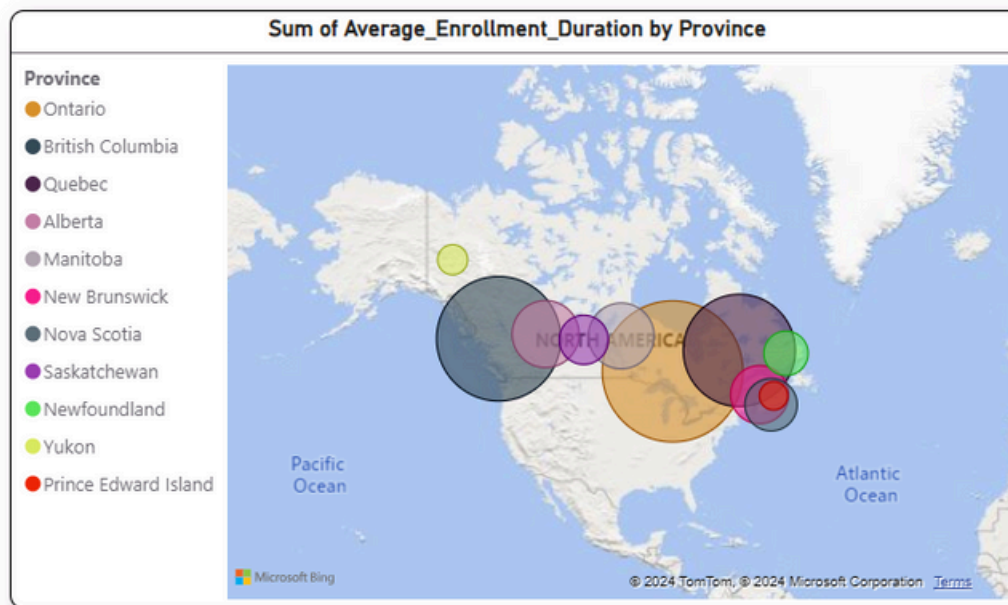 Sum of Average_Enrollment_Duration by Province
Province
Ontario
British Columbia
Quebec
Alberta
Manitoba
New Brunswick
Nova Scotia
Saskatchewan
Newfoundland
Yukon
Prince Edward Island
NORTH AMERICA
Pacific
Ocean
Atlantic
Ocean
Microsoft Bing
© 2024 TomTom, © 2024 Microsoft Corporation Terms